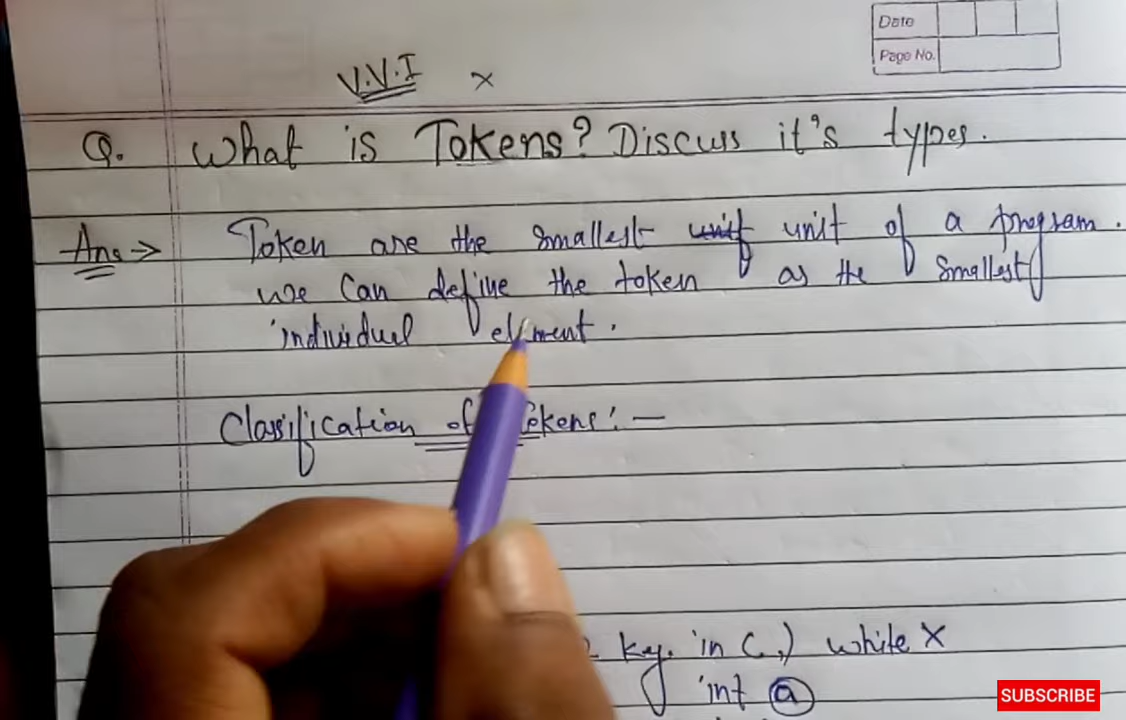 Date
Page No.
V.V.I x
Q. What is Tokens? Discuss it's types.
Ans → Token are the smallest unit unit of a program.
we can define the token as the smallest
individual element.
Classification of Tokens:—
key. in C,) white x
int a
SUBSCRIBE